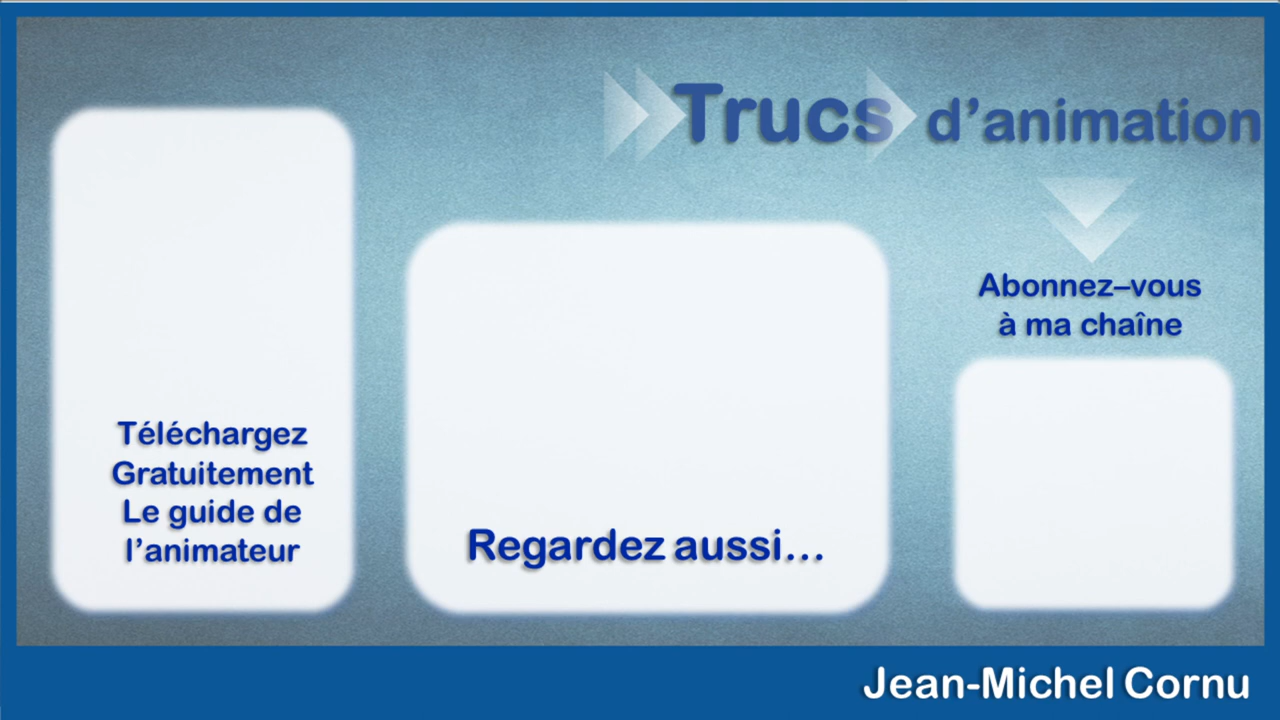 Trucs d’animation
Abonnez–vous
à ma chaîne
Téléchargez
Gratuitement
Le guide de
l’animateur
Regardez aussi…
Jean-Michel Cornu